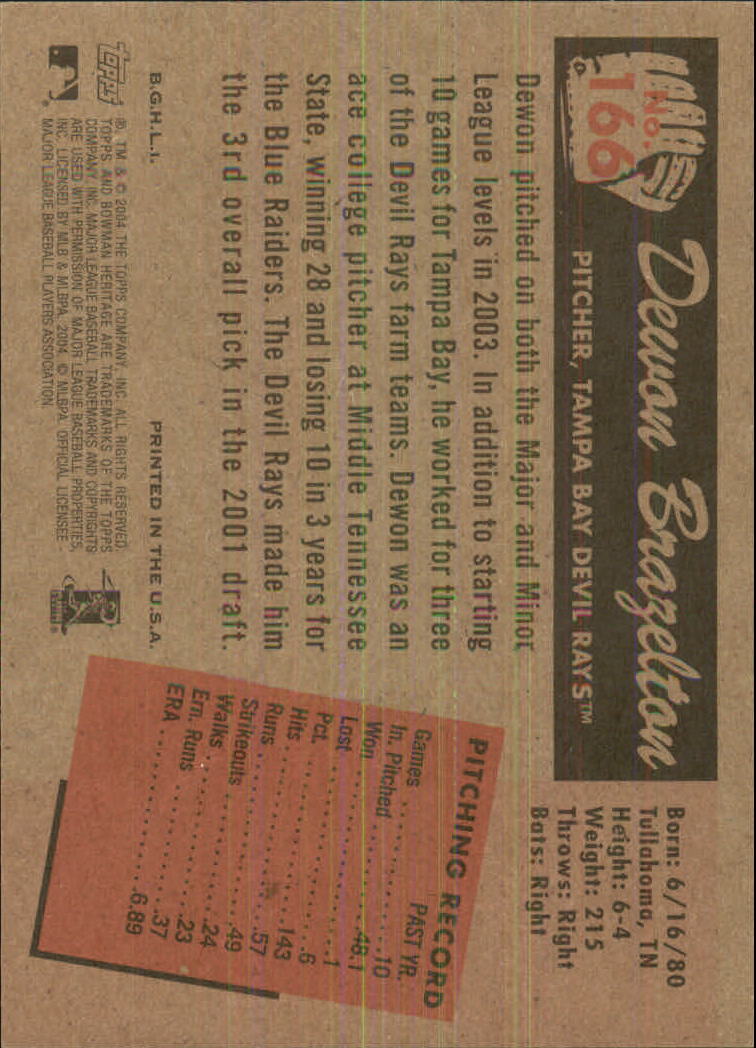 No. 166
Dewon Brazelton
PITCHER, TAMPA BAY DEVIL RAYS™
Born: 6/16/80
Tullahoma, TN
Height: 6-4
Weight: 215
Throws: Right
Bats: Right
Dewon pitched on both the Major and Minor
League levels in 2003. In addition to starting
10 games for Tampa Bay, he worked for three
of the Devil Rays farm teams. Dewon was an
ace college pitcher at Middle Tennessee
State, winning 28 and losing 10 in 3 years for
the Blue Raiders. The Devil Rays made him
the 3rd overall pick in the 2001 draft.
PITCHING RECORD
PAST YR.
Games ..........10
In. Pitched ..........48.1
Won ..........1
Lost ..........6
Pct. ...........143
Hits ..........57
Runs ..........49
Strikeouts ..........24
Walks ..........23
Ern. Runs ..........37
ERA ..........6.89
B.G.H.L.I. PRINTED IN THE U.S.A.
Topps
®, TM & © 2004 THE TOPPS COMPANY, INC. ALL RIGHTS RESERVED.
TOPPS AND BOWMAN HERITAGE ARE TRADEMARKS OF THE TOPPS
COMPANY, INC. MAJOR LEAGUE BASEBALL TRADEMARKS AND COPYRIGHTS
ARE USED WITH PERMISSION OF MAJOR LEAGUE BASEBALL PROPERTIES,
INC. LICENSED BY MLB & MLBPA, 2004. © MLBPA. OFFICIAL LICENSEE -
MAJOR LEAGUE BASEBALL PLAYERS ASSOCIATION.